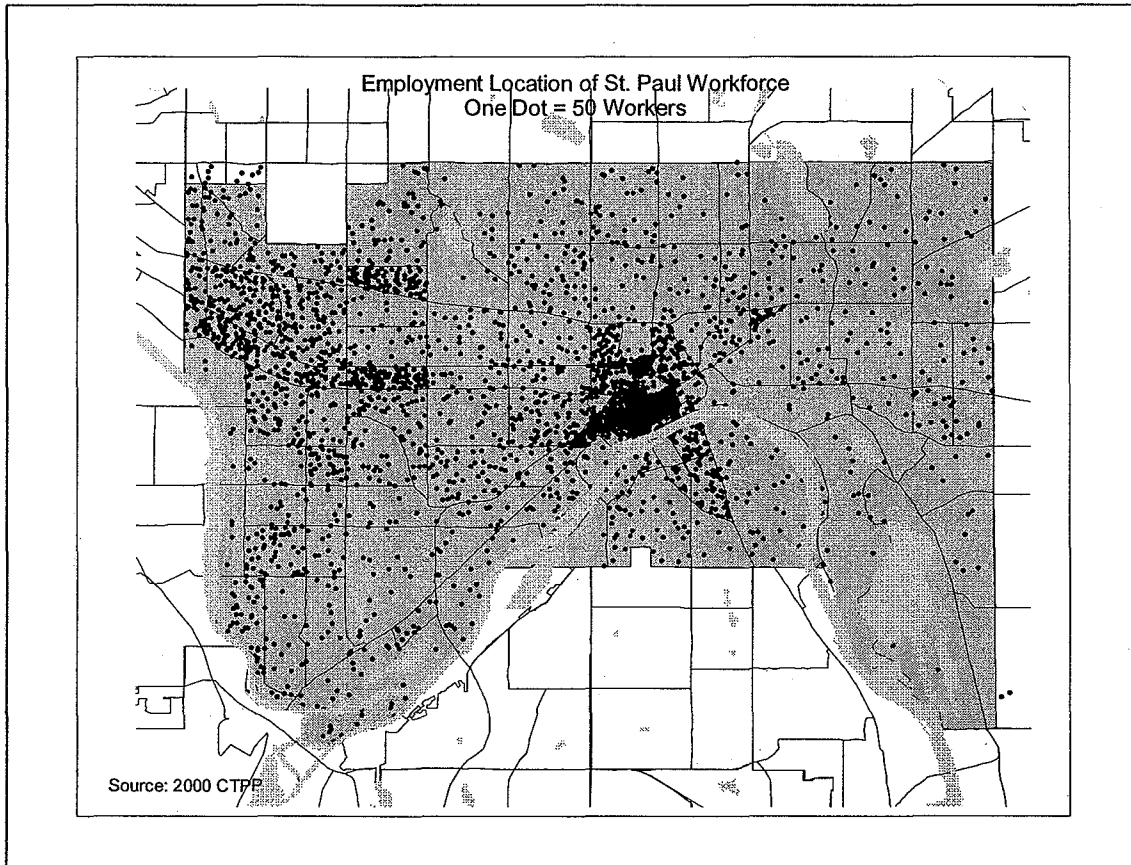 Employment Location of St. Paul Workforce
One Dot = 50 Workers
Source: 2000 CTPP